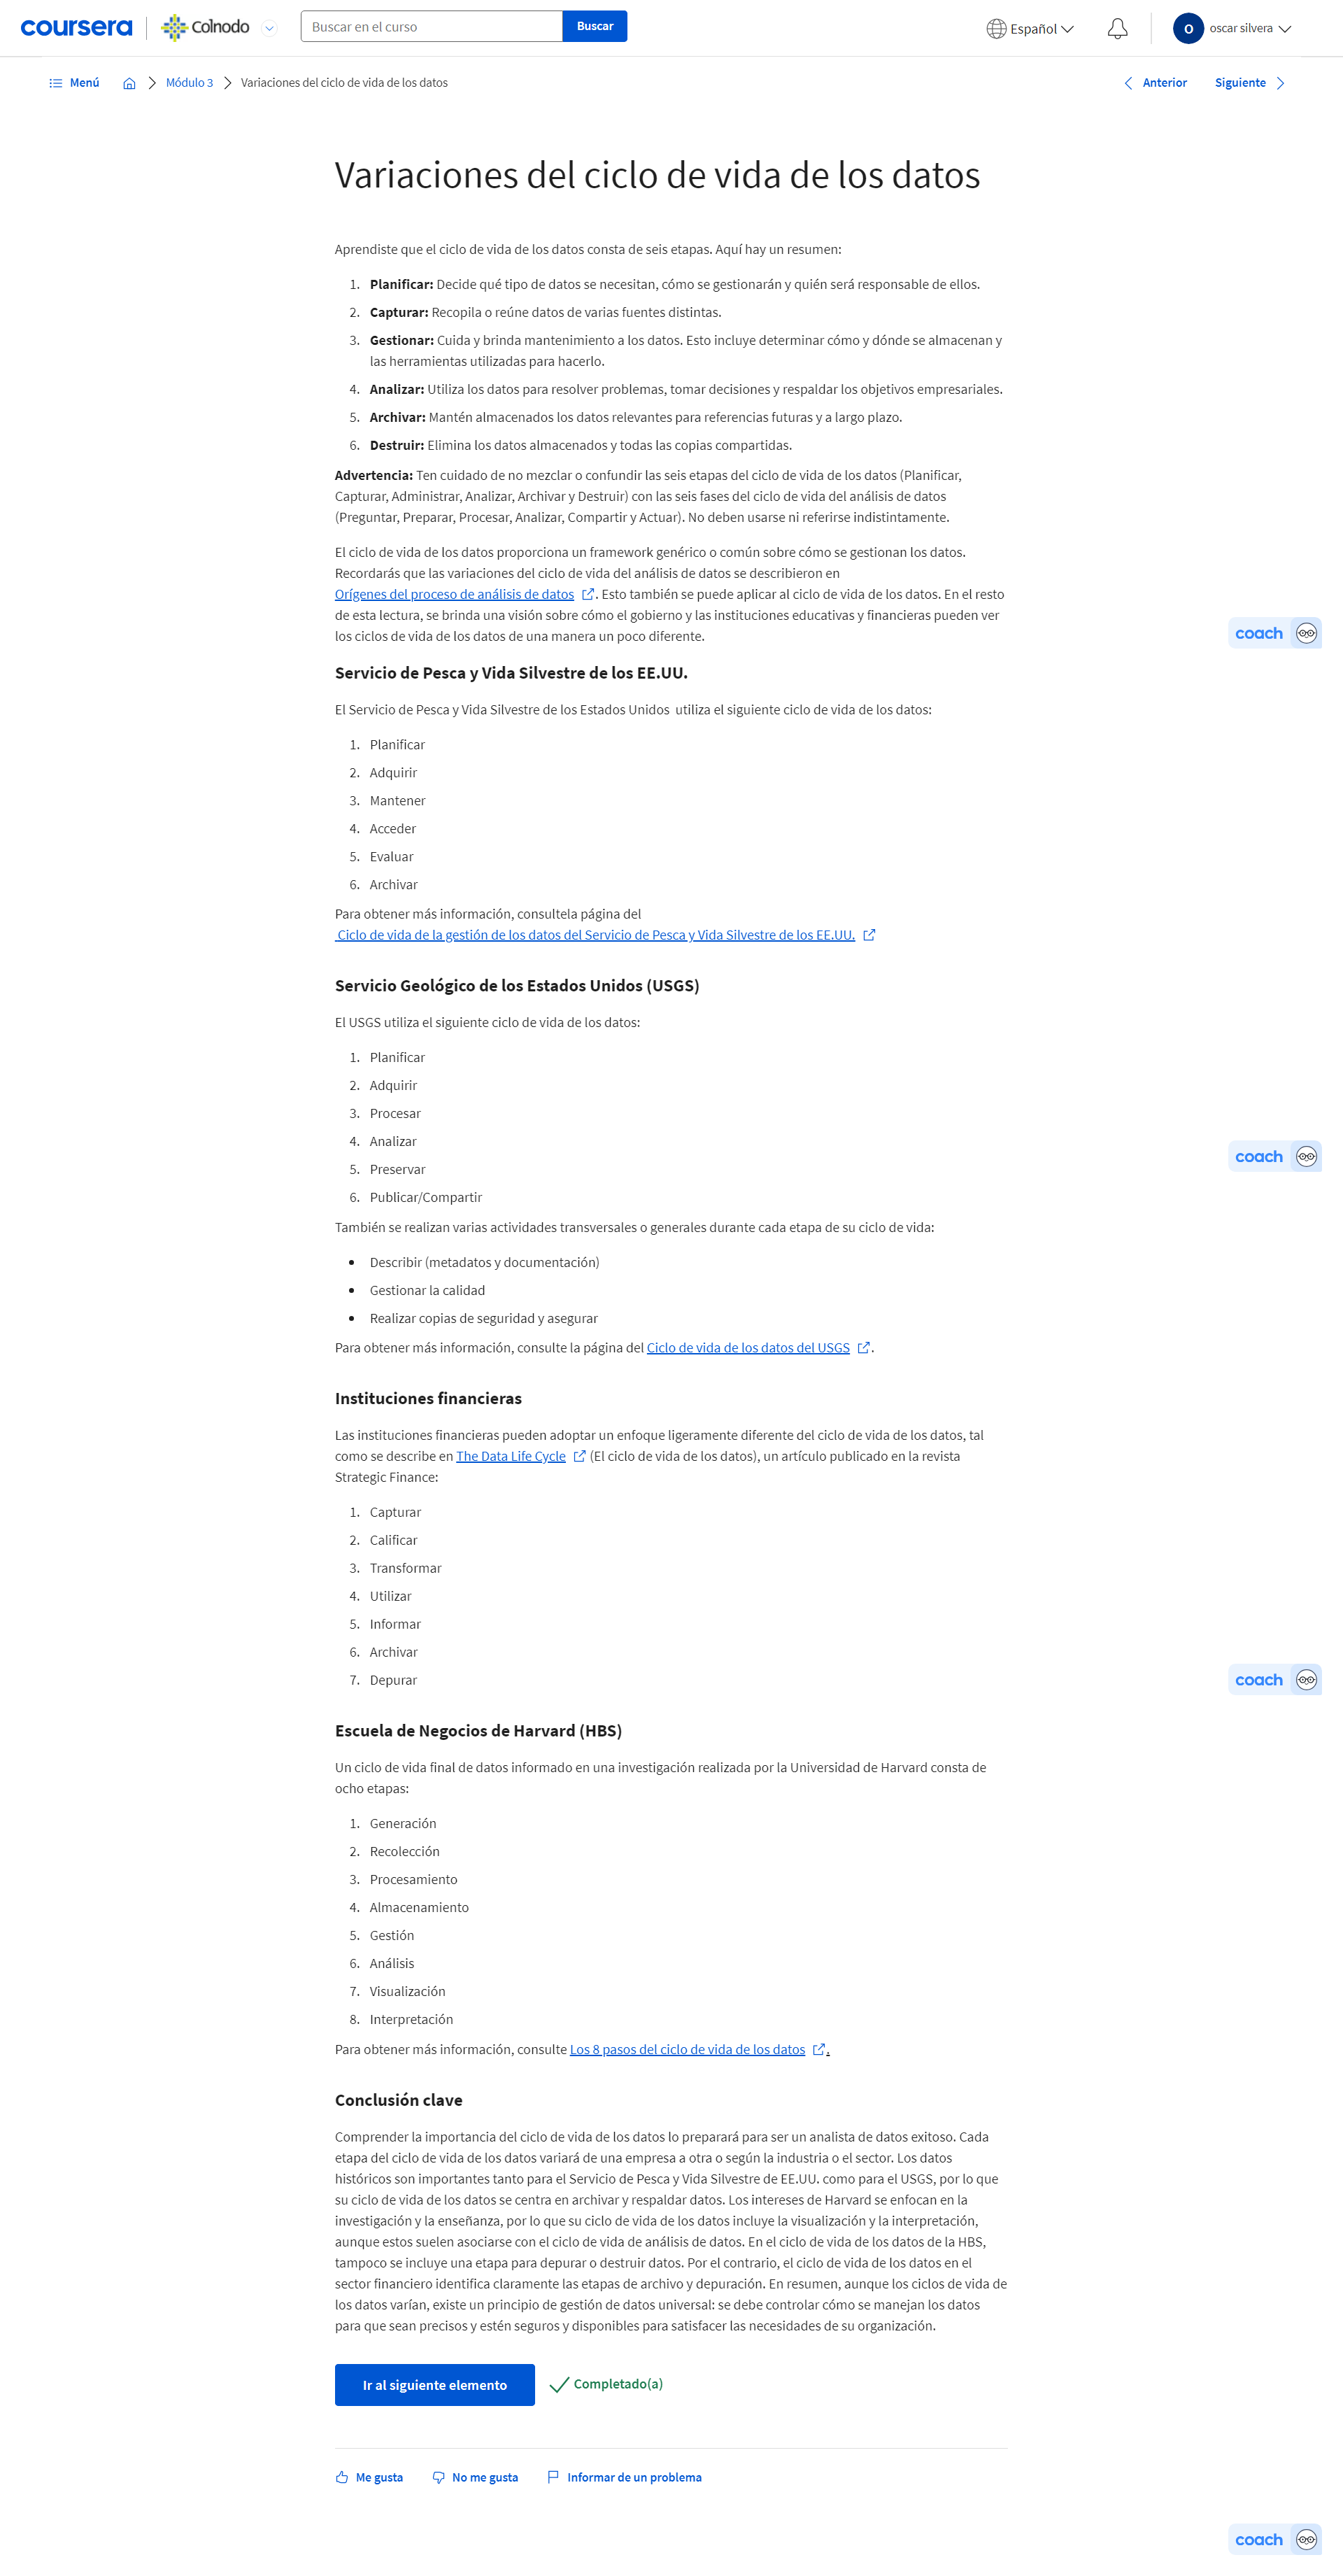 coursera Colnodo Buscar en el curso Buscar Español O oscar silvera
Menú Módulo 3 Variaciones del ciclo de vida de los datos Anterior Siguiente
Variaciones del ciclo de vida de los datos
Aprendiste que el ciclo de vida de los datos consta de seis etapas. Aquí hay un resumen:
1. Planificar: Decide qué tipo de datos se necesitan, cómo se gestionarán y quién será responsable de ellos.
2. Capturar: Recopila o reúne datos de varias fuentes distintas.
3. Gestionar: Cuida y brinda mantenimiento a los datos. Esto incluye determinar cómo y dónde se almacenan y
las herramientas utilizadas para hacerlo.
4. Analizar: Utiliza los datos para resolver problemas, tomar decisiones y respaldar los objetivos empresariales.
5. Archivar: Mantén almacenados los datos relevantes para referencias futuras y a largo plazo.
6. Destruir: Elimina los datos almacenados y todas las copias compartidas.
Advertencia: Ten cuidado de no mezclar o confundir las seis etapas del ciclo de vida de los datos (Planificar,
Capturar, Administrar, Analizar, Archivar y Destruir) con las seis fases del ciclo de vida del análisis de datos
(Preguntar, Preparar, Procesar, Analizar, Compartir y Actuar). No deben usarse ni referirse indistintamente.
El ciclo de vida de los datos proporciona un framework genérico o común sobre cómo se gestionan los datos.
Recordarás que las variaciones del ciclo de vida del análisis de datos se describieron en
Orígenes del proceso de análisis de datos. Esto también se puede aplicar al ciclo de vida de los datos. En el resto
de esta lectura, se brinda una visión sobre cómo el gobierno y las instituciones educativas y financieras pueden ver
los ciclos de vida de los datos de una manera un poco diferente.
coach
Servicio de Pesca y Vida Silvestre de los EE.UU.
El Servicio de Pesca y Vida Silvestre de los Estados Unidos utiliza el siguiente ciclo de vida de los datos:
1. Planificar
2. Adquirir
3. Mantener
4. Acceder
5. Evaluar
6. Archivar
Para obtener más información, consultela página del
Ciclo de vida de la gestión de los datos del Servicio de Pesca y Vida Silvestre de los EE.UU.
Servicio Geológico de los Estados Unidos (USGS)
El USGS utiliza el siguiente ciclo de vida de los datos:
1. Planificar
2. Adquirir
3. Procesar
4. Analizar
coach
5. Preservar
6. Publicar/Compartir
También se realizan varias actividades transversales o generales durante cada etapa de su ciclo de vida:
• Describir (metadatos y documentación)
• Gestionar la calidad
• Realizar copias de seguridad y asegurar
Para obtener más información, consulte la página del Ciclo de vida de los datos del USGS.
Instituciones financieras
Las instituciones financieras pueden adoptar un enfoque ligeramente diferente del ciclo de vida de los datos, tal
como se describe en The Data Life Cycle (El ciclo de vida de los datos), un artículo publicado en la revista
Strategic Finance:
1. Capturar
2. Calificar
3. Transformar
4. Utilizar
5. Informar
6. Archivar
7. Depurar
coach
Escuela de Negocios de Harvard (HBS)
Un ciclo de vida final de datos informado en una investigación realizada por la Universidad de Harvard consta de
ocho etapas:
1. Generación
2. Recolección
3. Procesamiento
4. Almacenamiento
5. Gestión
6. Análisis
7. Visualización
8. Interpretación
Para obtener más información, consulte Los 8 pasos del ciclo de vida de los datos.
Conclusión clave
Comprender la importancia del ciclo de vida de los datos lo preparará para ser un analista de datos exitoso. Cada
etapa del ciclo de vida de los datos variará de una empresa a otra o según la industria o el sector. Los datos
históricos son importantes tanto para el Servicio de Pesca y Vida Silvestre de EE.UU. como para el USGS, por lo que
su ciclo de vida de los datos se centra en archivar y respaldar datos. Los intereses de Harvard se enfocan en la
investigación y la enseñanza, por lo que su ciclo de vida de los datos incluye la visualización y la interpretación,
aunque estos suelen asociarse con el ciclo de vida de análisis de datos. En el ciclo de vida de los datos de la HBS,
tampoco se incluye una etapa para depurar o destruir datos. Por el contrario, el ciclo de vida de los datos en el
sector financiero identifica claramente las etapas de archivo y depuración. En resumen, aunque los ciclos de vida de
los datos varían, existe un principio de gestión de datos universal: se debe controlar cómo se manejan los datos
para que sean precisos y estén seguros y disponibles para satisfacer las necesidades de su organización.
Ir al siguiente elemento Completado(a)
Me gusta No me gusta Informar de un problema
coach